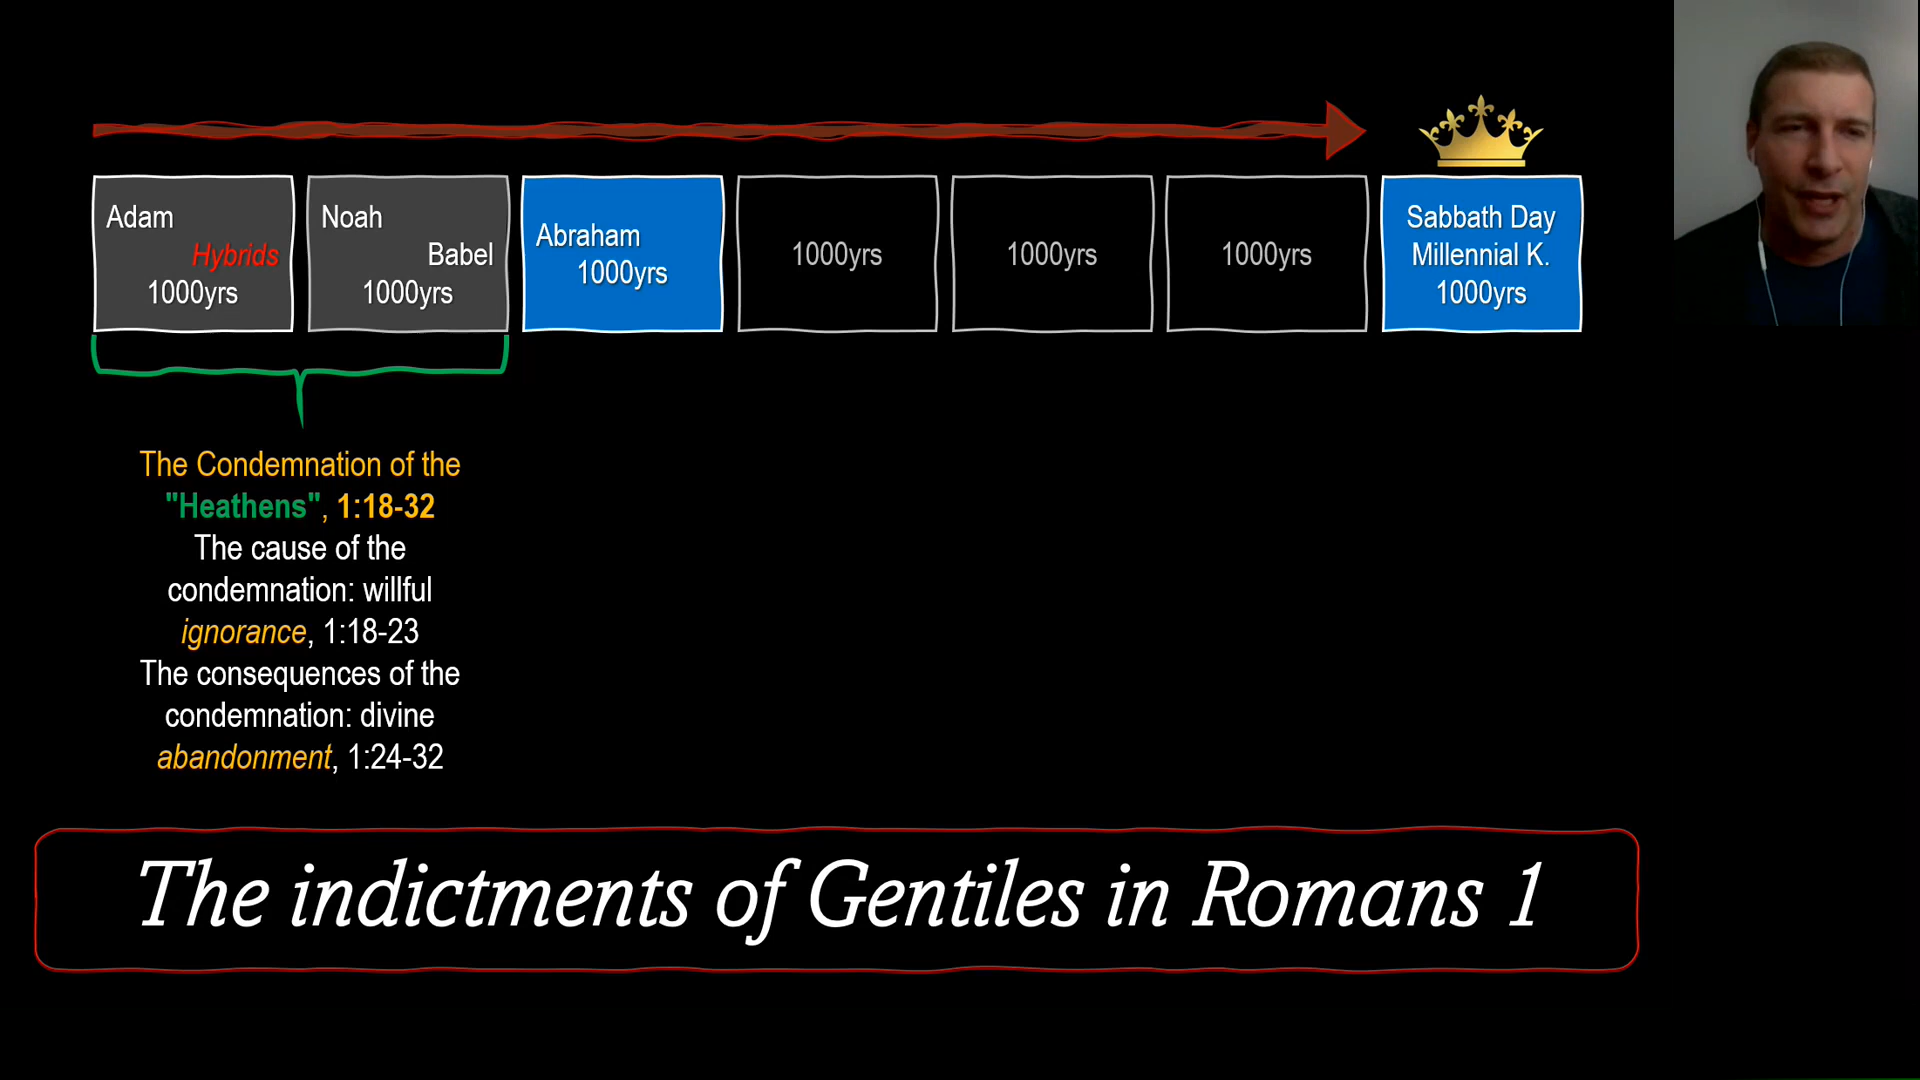 Adam
Hybrids
1000yrs
Noah
Babel
1000yrs
Abraham
1000yrs
1000yrs
1000yrs
1000yrs
Sabbath Day
Millennial K.
1000yrs
The Condemnation of the
"Heathens", 1:18-32
The cause of the
condemnation: willful
ignorance, 1:18-23
The consequences of the
condemnation: divine
abandonment, 1:24-32
The indictments of Gentiles in Romans 1